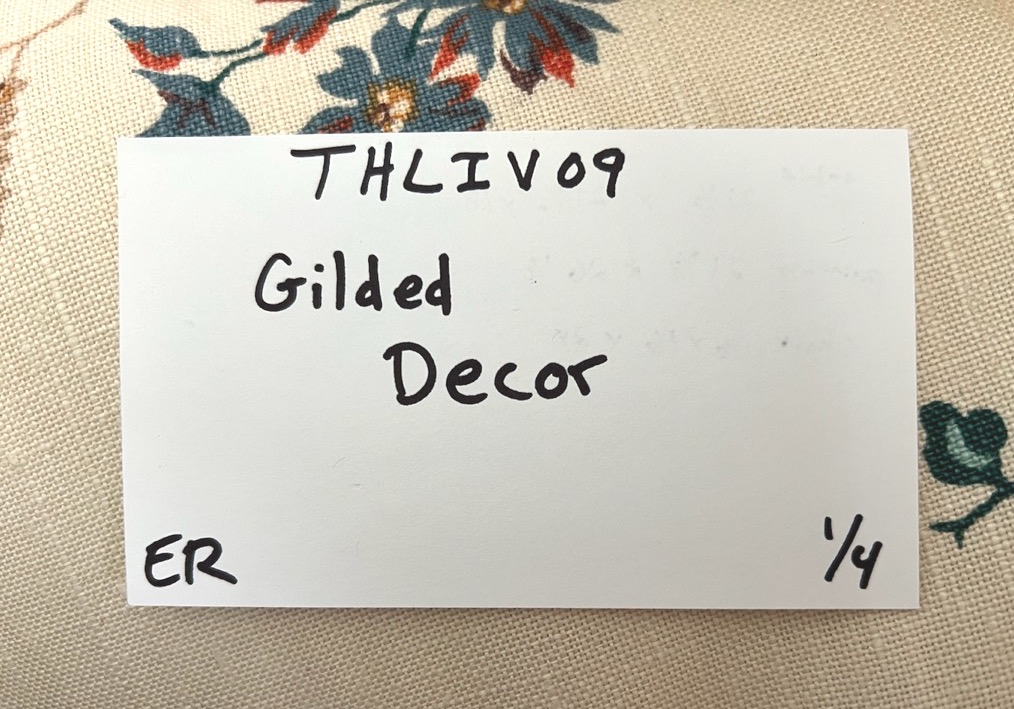 THLIV09
Gilded
Decor
ER
1/4